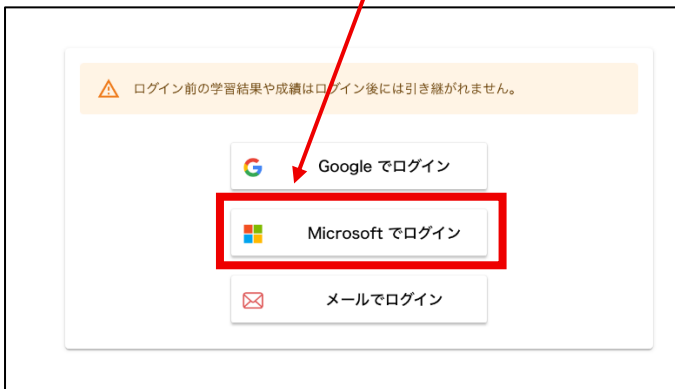 ログイン前の学習結果や成績はログイン後には引き継がれません。
Google でログイン
Microsoft でログイン
メールでログイン